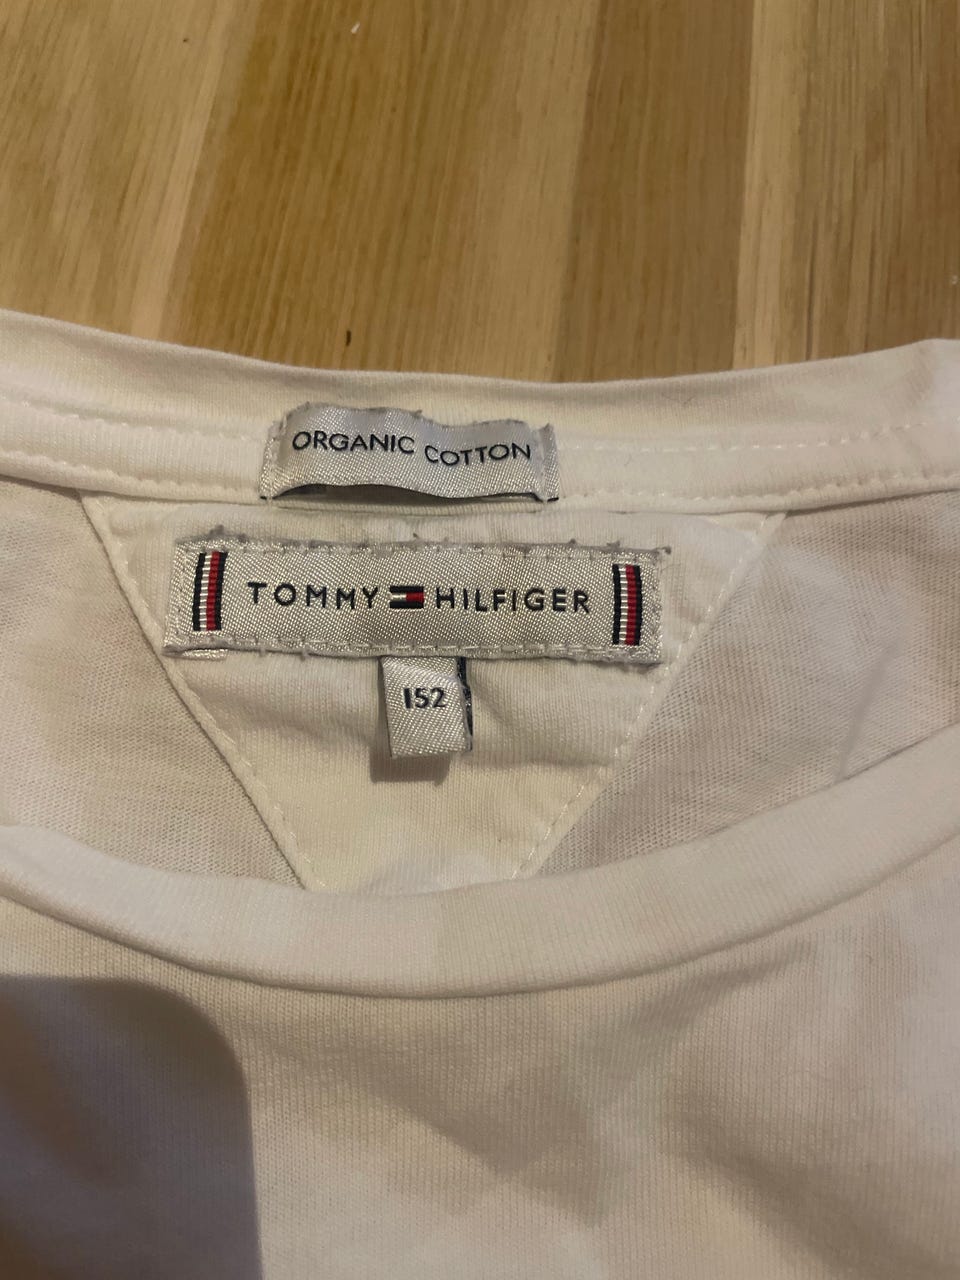 ORGANIC COTTON
TOMMY HILFIGER
152